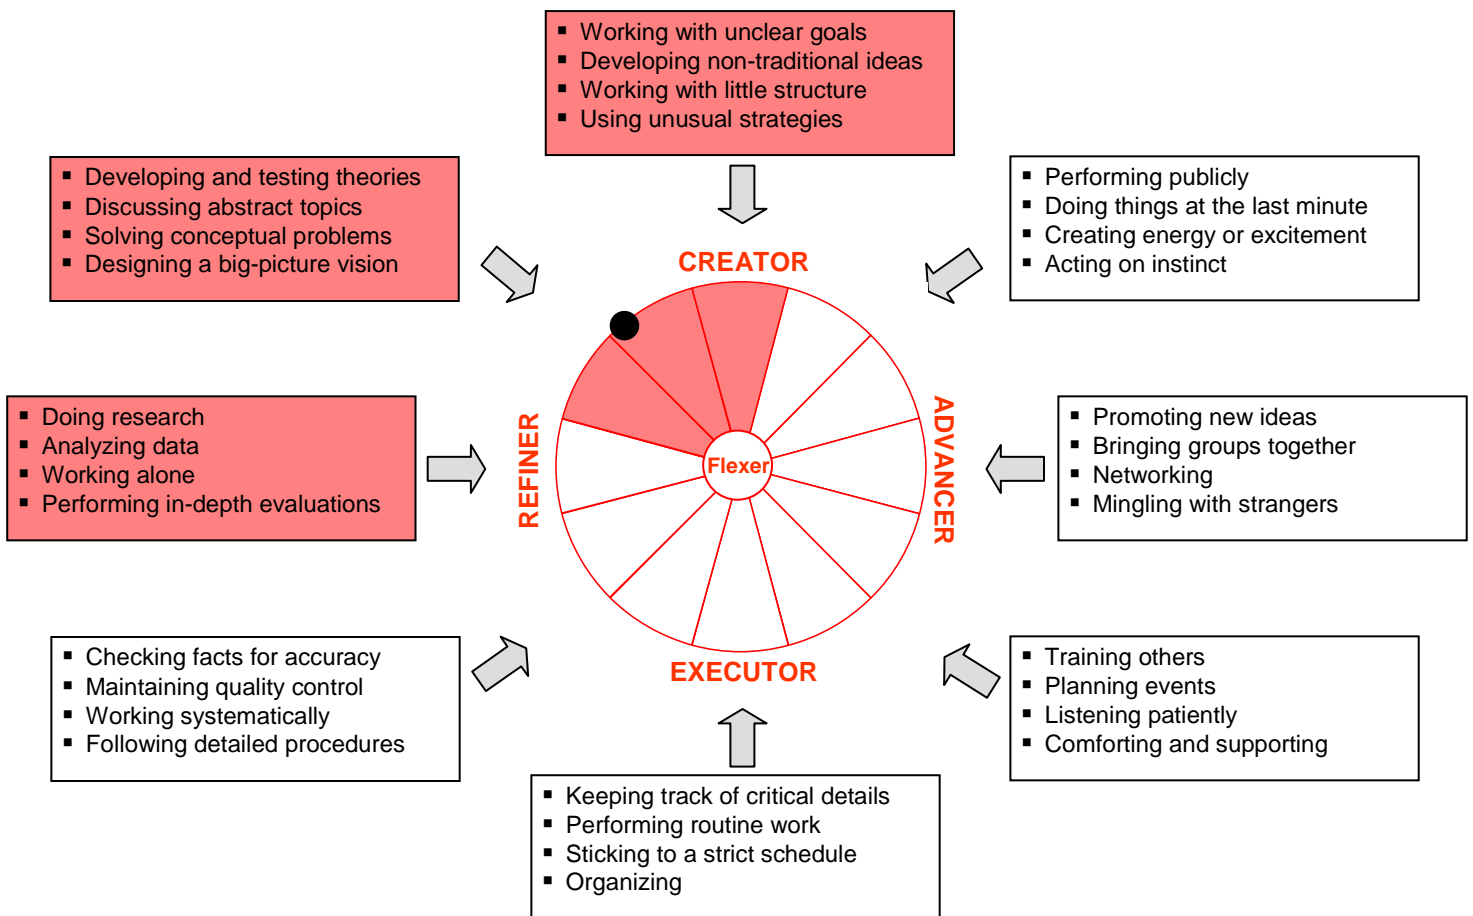 ▪ Working with unclear goals
▪ Developing non-traditional ideas
▪ Working with little structure
▪ Using unusual strategies
▪ Developing and testing theories
▪ Discussing abstract topics
▪ Solving conceptual problems
▪ Designing a big-picture vision
▪ Performing publicly
▪ Doing things at the last minute
▪ Creating energy or excitement
▪ Acting on instinct
CREATOR
▪ Doing research
▪ Analyzing data
▪ Working alone
▪ Performing in-depth evaluations
REFINER
Flexer
ADVANCER
▪ Promoting new ideas
▪ Bringing groups together
▪ Networking
▪ Mingling with strangers
EXECUTOR
▪ Checking facts for accuracy
▪ Maintaining quality control
▪ Working systematically
▪ Following detailed procedures
▪ Training others
▪ Planning events
▪ Listening patiently
▪ Comforting and supporting
▪ Keeping track of critical details
▪ Performing routine work
▪ Sticking to a strict schedule
▪ Organizing